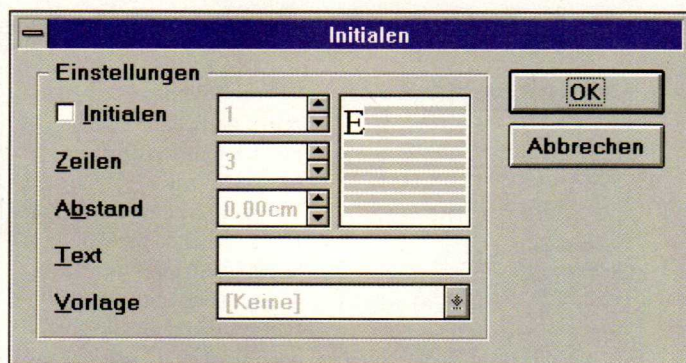 Initialen
Einstellungen
Initialen 1
Zeilen 3
Abstand 0,00cm
Text
Vorlage [Keine]
E
OK
Abbrechen